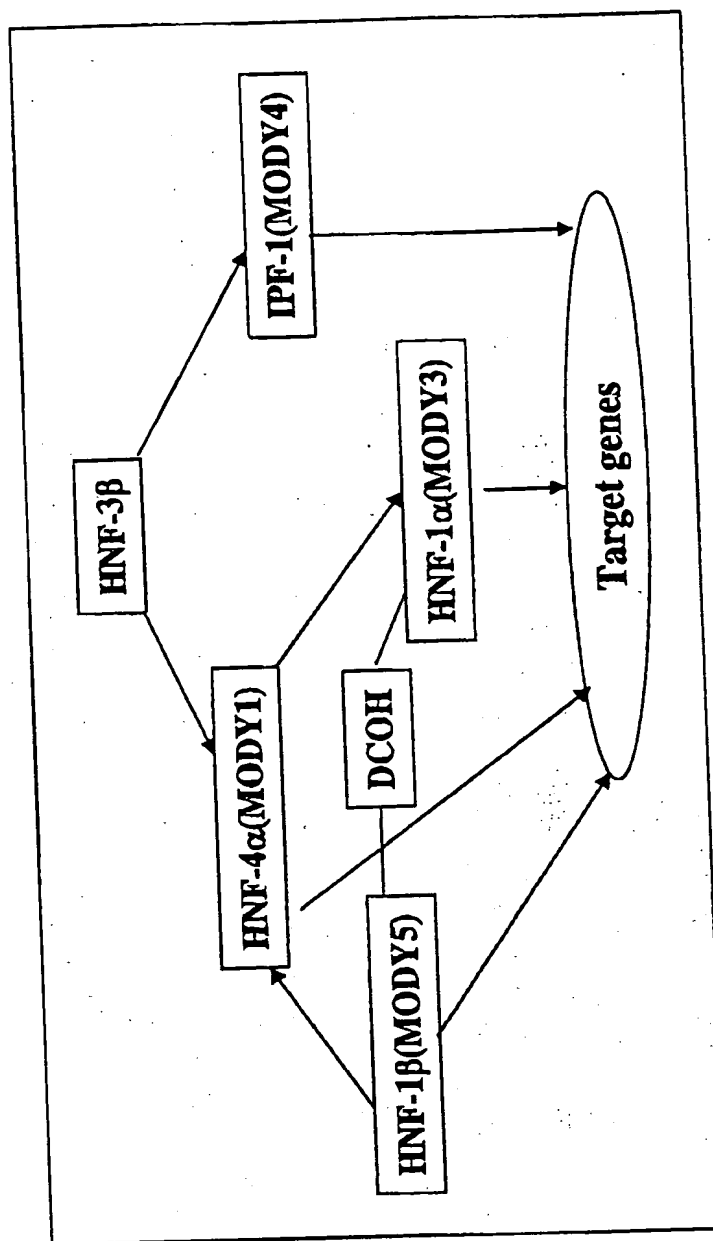 HNF-3β
HNF-4α(MODY1)
IPF-1(MODY4)
HNF-1β(MODY5)
DCOH
HNF-1α(MODY3)
Target genes